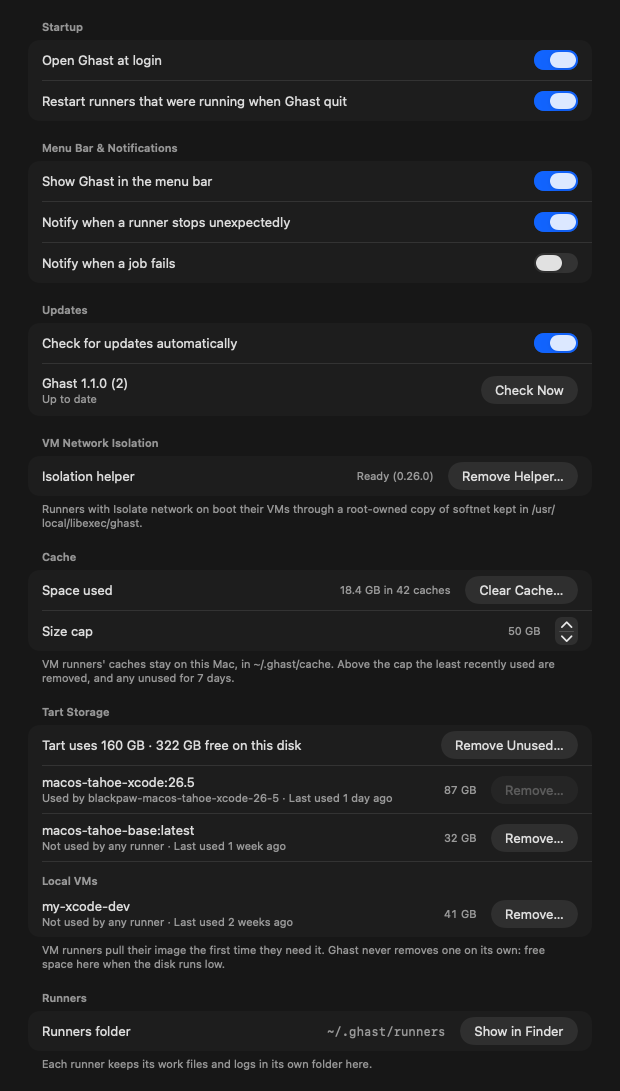 Startup
Open Ghast at login
Restart runners that were running when Ghast quit
Menu Bar & Notifications
Show Ghast in the menu bar
Notify when a runner stops unexpectedly
Notify when a job fails
Updates
Check for updates automatically
Ghast 1.1.0 (2)
Up to date
Check Now
VM Network Isolation
Isolation helper
Ready (0.26.0)
Remove Helper...
Runners with Isolate network on boot their VMs through a root-owned copy of softnet kept in /usr/
local/libexec/ghast.
Cache
Space used
18.4 GB in 42 caches
Clear Cache...
Size cap
50 GB
VM runners' caches stay on this Mac, in ~/.ghast/cache. Above the cap the least recently used are
removed, and any unused for 7 days.
Tart Storage
Tart uses 160 GB · 322 GB free on this disk
Remove Unused...
macos-tahoe-xcode:26.5
Used by blackpaw-macos-tahoe-xcode-26-5 · Last used 1 day ago
87 GB
Remove...
macos-tahoe-base:latest
Not used by any runner · Last used 1 week ago
32 GB
Remove...
Local VMs
my-xcode-dev
Not used by any runner · Last used 2 weeks ago
41 GB
Remove...
VM runners pull their image the first time they need it. Ghast never removes one on its own: free
space here when the disk runs low.
Runners
Runners folder
~/.ghast/runners
Show in Finder
Each runner keeps its work files and logs in its own folder here.